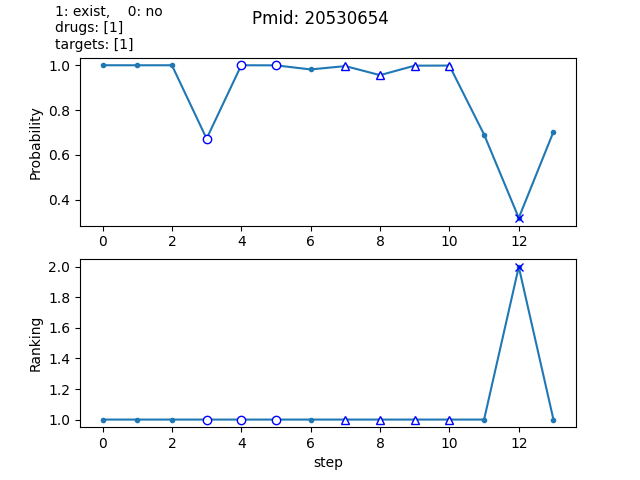 1: exist,    0: no
drugs: [1]
targets: [1]
Pmid: 20530654
Probability
1.0
0.8
0.6
0.4
0 2 4 6 8 10 12
Ranking
2.0
1.8
1.6
1.4
1.2
1.0
0 2 4 6 8 10 12
step